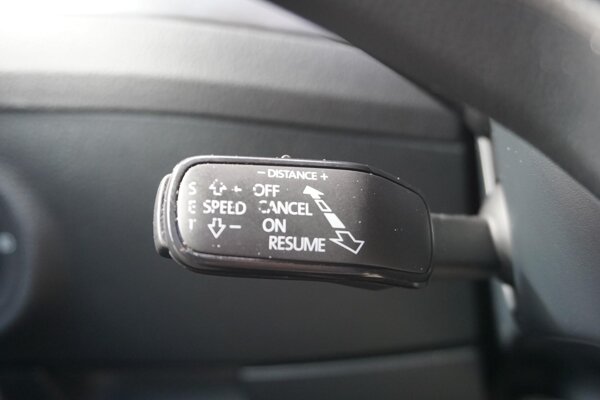 - DISTANCE +
S + OFF
E SPEED CANCEL
T - ON
RESUME